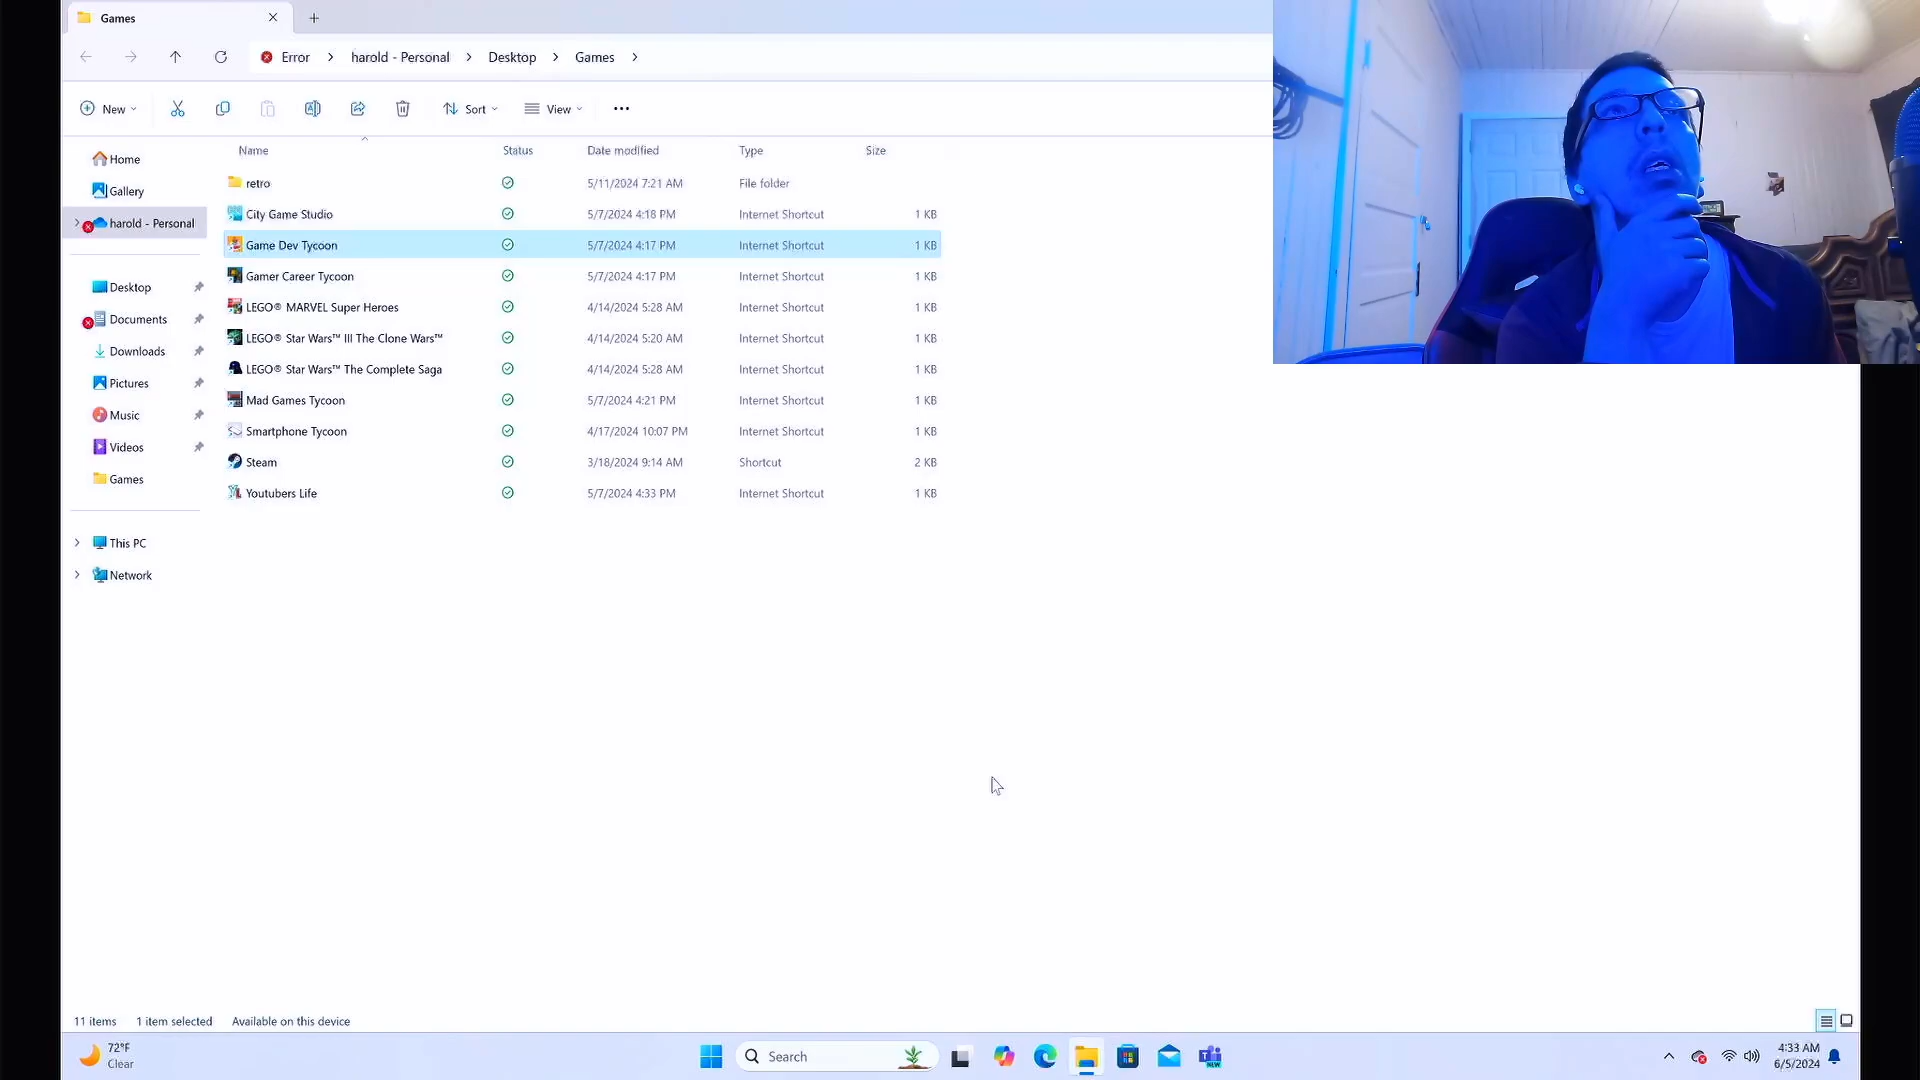 Games
Error harold - Personal Desktop Games
New Sort View
Name Status Date modified Type Size
Home
Gallery
harold - Personal
Desktop
Documents
Downloads
Pictures
Music
Videos
Games
This PC
Network
retro 5/11/2024 7:21 AM File folder
City Game Studio 5/7/2024 4:18 PM Internet Shortcut 1 KB
Game Dev Tycoon 5/7/2024 4:17 PM Internet Shortcut 1 KB
Gamer Career Tycoon 5/7/2024 4:17 PM Internet Shortcut 1 KB
LEGO® MARVEL Super Heroes 4/14/2024 5:28 AM Internet Shortcut 1 KB
LEGO® Star Wars™ III The Clone Wars™ 4/14/2024 5:20 AM Internet Shortcut 1 KB
LEGO® Star Wars™ The Complete Saga 4/14/2024 5:28 AM Internet Shortcut 1 KB
Mad Games Tycoon 5/7/2024 4:21 PM Internet Shortcut 1 KB
Smartphone Tycoon 4/17/2024 10:07 PM Internet Shortcut 1 KB
Steam 3/18/2024 9:14 AM Shortcut 2 KB
Youtubers Life 5/7/2024 4:33 PM Internet Shortcut 1 KB
11 items 1 item selected Available on this device
72°F
Clear
Search
NEW
4:33 AM
6/5/2024